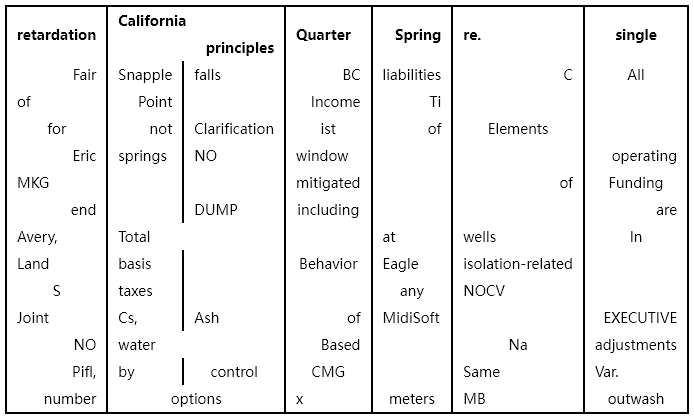 retardation California principles Quarter Spring re. single
Fair Snapple falls BC liabilities C All
of Point Income Ti
for not Clarification ist of Elements
Eric springs NO window operating
MKG mitigated of Funding
end DUMP including are
Avery, Total at wells In
Land basis Behavior Eagle isolation-related
S taxes any NOCV
Joint Cs, Ash of MidiSoft EXECUTIVE
NO water Based Na adjustments
Pifl, by control CMG Same Var.
number options x meters MB outwash